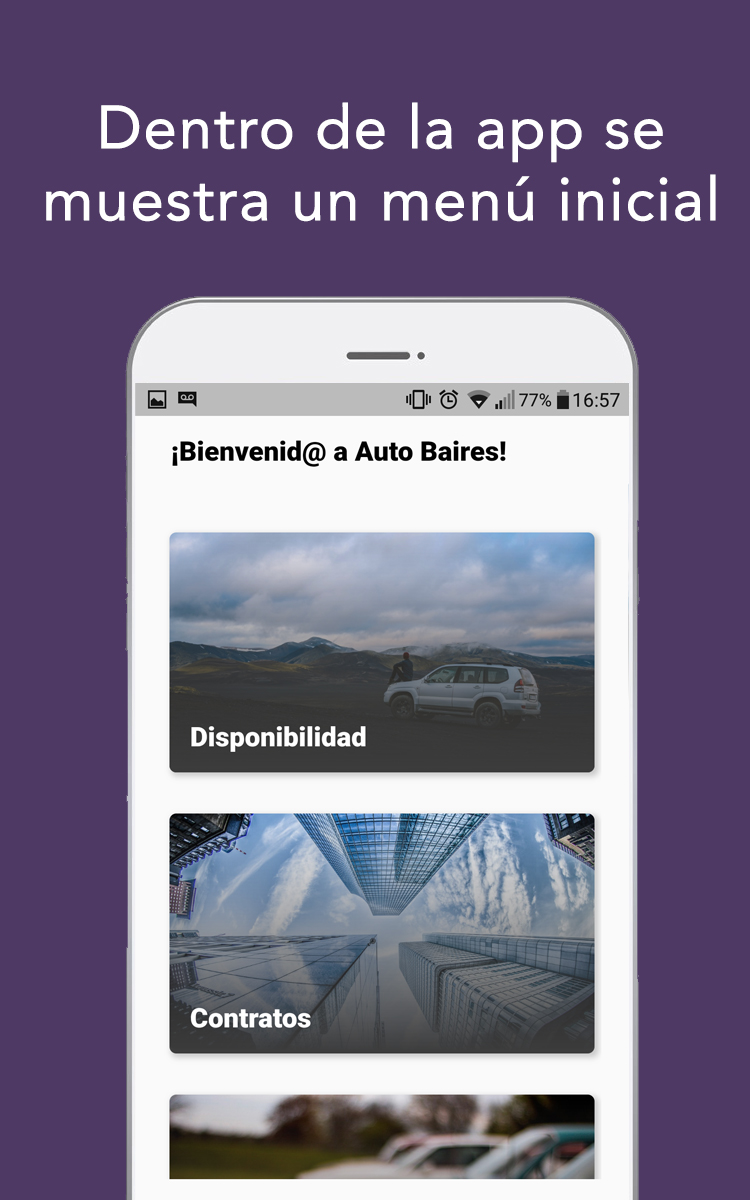 Dentro de la app se
muestra un menú inicial
77% 16:57
¡Bienvenid@ a Auto Baires!
Disponibilidad
Contratos